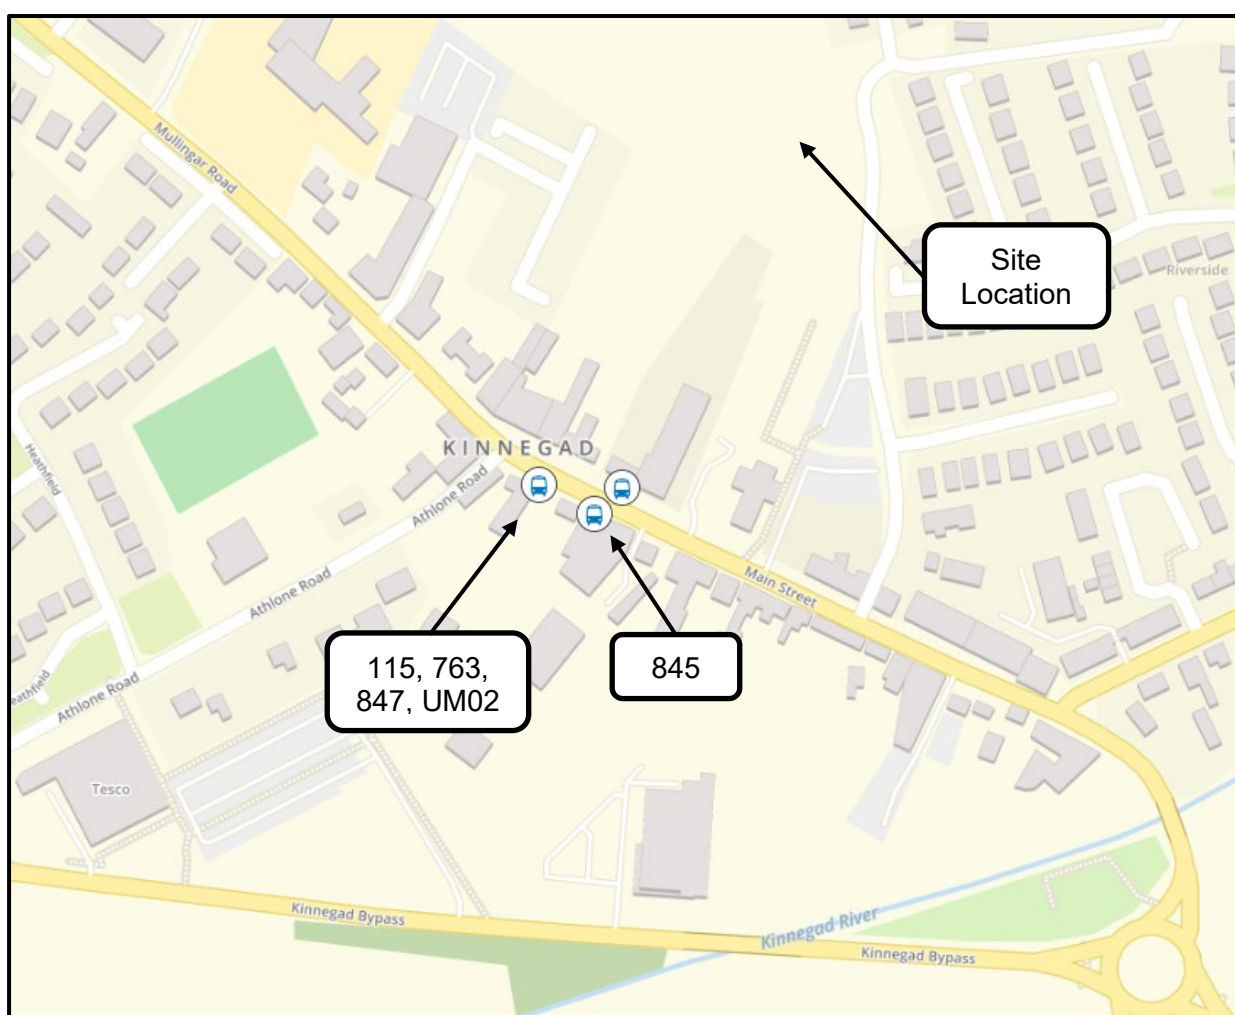 Mullingar Road
Site
Location
Riverside
KINNEGAD
Heathfield
Athlone Road
Main Street
Athlone Road
115, 763,
847, UM02
845
eathfield
Athlone Road
Tesco
Kinnegad Bypass
Kinnegad River
Kinnegad Bypass